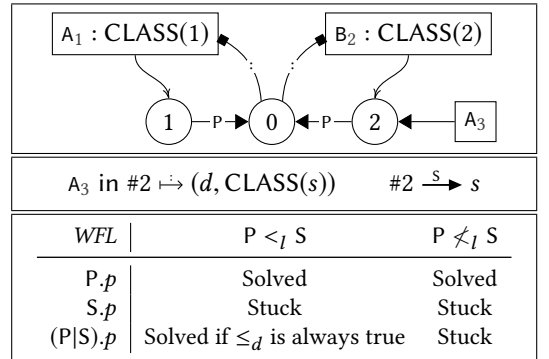 A₁ : CLASS(1) B₂ : CLASS(2)
: :
1 P 0 P 2 A₃
A₃ in #2 ↦ (d, CLASS(s)) #2 S s
WFL P <ₗ S P ≮ₗ S
P.p Solved Solved
S.p Stuck Stuck
(P|S).p Solved if ≤d is always true Stuck